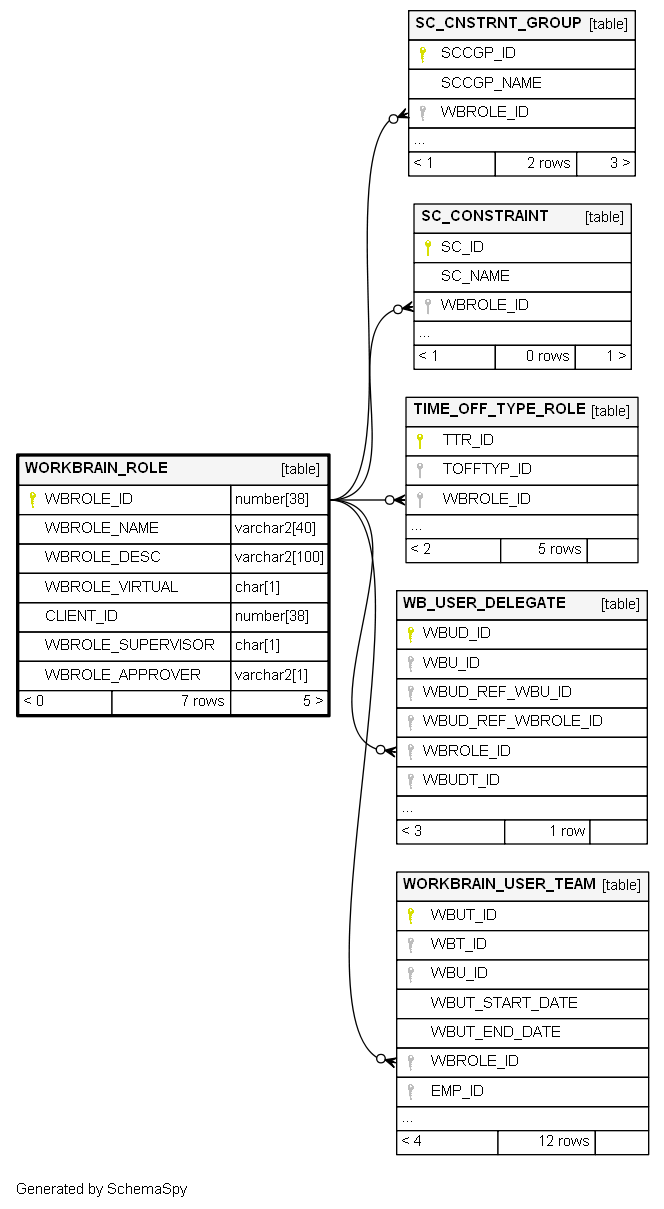 SC_CNSTRNT_GROUP [table]
SCCGP_ID
SCCGP_NAME
WBROLE_ID
...
< 1 2 rows 3 >
SC_CONSTRAINT [table]
SC_ID
SC_NAME
WBROLE_ID
...
< 1 0 rows 1 >
TIME_OFF_TYPE_ROLE [table]
TTR_ID
TOFFTYP_ID
WBROLE_ID
...
< 2 5 rows
WORKBRAIN_ROLE [table]
WBROLE_ID number[38]
WBROLE_NAME varchar2[40]
WBROLE_DESC varchar2[100]
WBROLE_VIRTUAL char[1]
CLIENT_ID number[38]
WBROLE_SUPERVISOR char[1]
WBROLE_APPROVER varchar2[1]
< 0 7 rows 5 >
WB_USER_DELEGATE [table]
WBUD_ID
WBU_ID
WBUD_REF_WBU_ID
WBUD_REF_WBROLE_ID
WBROLE_ID
WBUDT_ID
...
< 3 1 row
WORKBRAIN_USER_TEAM [table]
WBUT_ID
WBT_ID
WBU_ID
WBUT_START_DATE
WBUT_END_DATE
WBROLE_ID
EMP_ID
...
< 4 12 rows
Generated by SchemaSpy